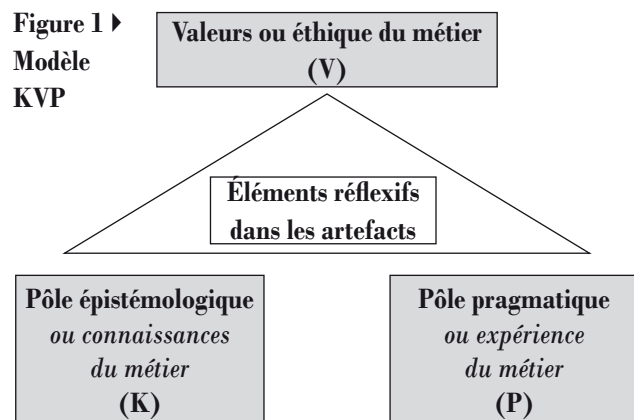 Figure 1
Modèle
KVP
Valeurs ou éthique du métier
(V)
Éléments réflexifs
dans les artefacts
Pôle épistémologique
ou connaissances
du métier
(K)
Pôle pragmatique
ou expérience
du métier
(P)